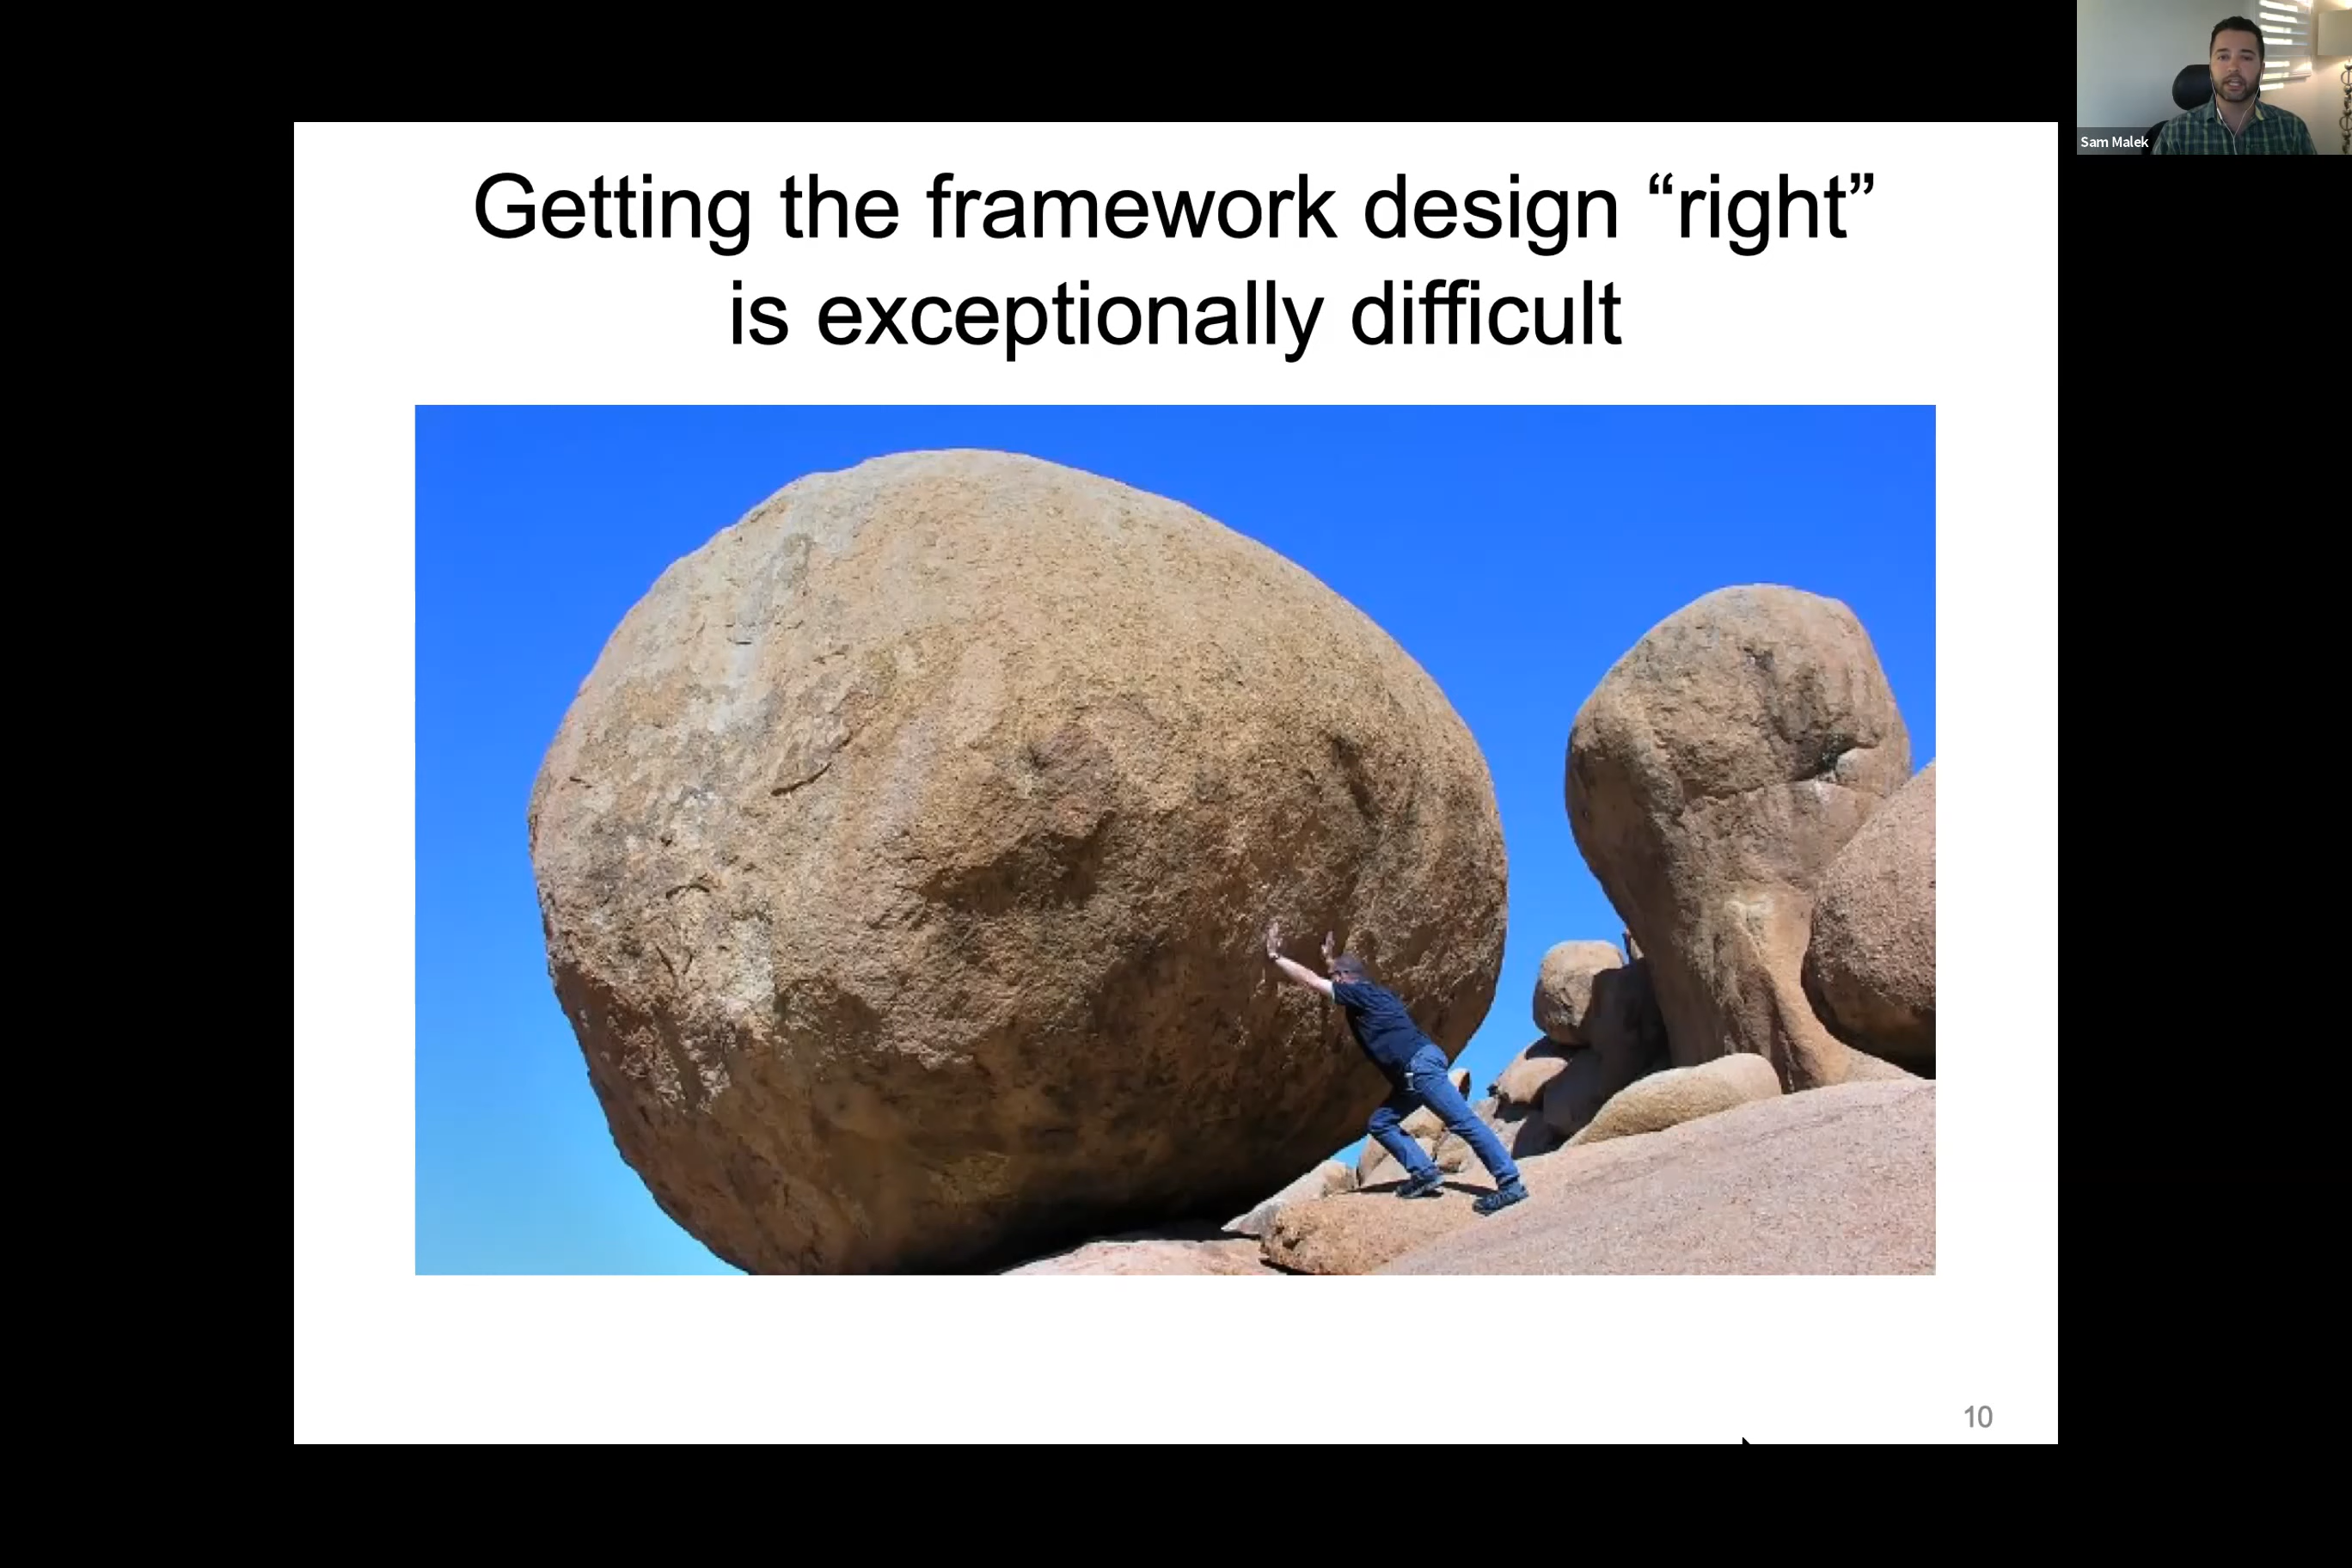 Sam Malek
Getting the framework design “right”
is exceptionally difficult
10